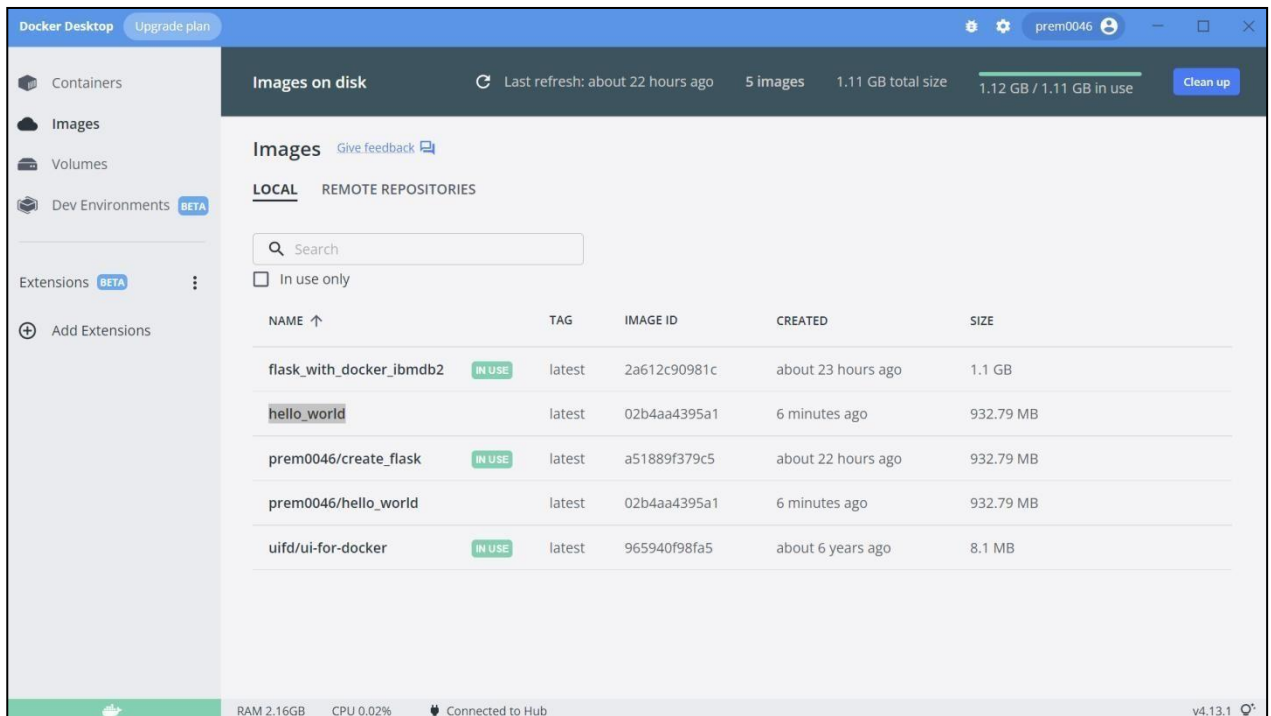 Docker Desktop Upgrade plan prem0046
Containers
Images
Volumes
Dev Environments BETA
Extensions BETA
Add Extensions
Images on disk Last refresh: about 22 hours ago 5 images 1.11 GB total size 1.12 GB / 1.11 GB in use Clean up
Images Give feedback
LOCAL REMOTE REPOSITORIES
Search
In use only
NAME TAG IMAGE ID CREATED SIZE
flask_with_docker_ibmdb2 IN USE latest 2a612c90981c about 23 hours ago 1.1 GB
hello_world latest 02b4aa4395a1 6 minutes ago 932.79 MB
prem0046/create_flask IN USE latest a51889f379c5 about 22 hours ago 932.79 MB
prem0046/hello_world latest 02b4aa4395a1 6 minutes ago 932.79 MB
uifd/ui-for-docker IN USE latest 965940f98fa5 about 6 years ago 8.1 MB
RAM 2.16GB CPU 0.02% Connected to Hub v4.13.1